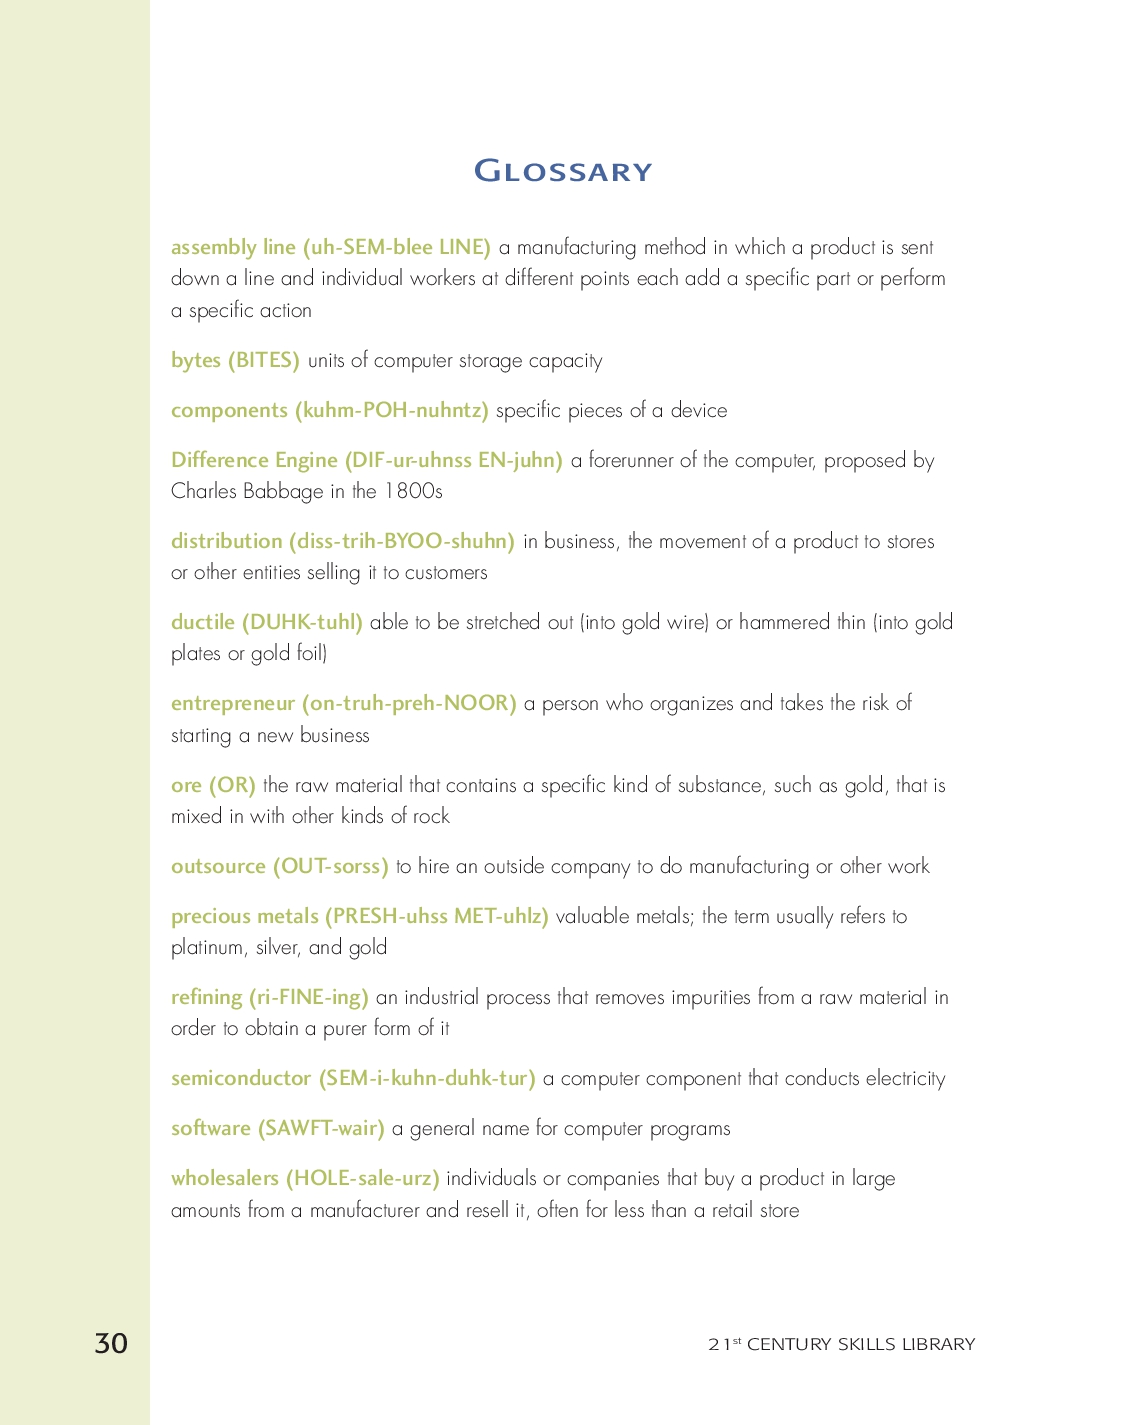 Glossary
assembly line (uh-SEM-blee LINE) a manufacturing method in which a product is sent
down a line and individual workers at different points each add a specific part or perform
a specific action
bytes (BITES) units of computer storage capacity
components (kuhm-POH-nuhntz) specific pieces of a device
Difference Engine (DIF-ur-uhnss EN-juhn) a forerunner of the computer, proposed by
Charles Babbage in the 1800s
distribution (diss-trih-BYOO-shuhn) in business, the movement of a product to stores
or other entities selling it to customers
ductile (DUHK-tuhl) able to be stretched out (into gold wire) or hammered thin (into gold
plates or gold foil)
entrepreneur (on-truh-preh-NOOR) a person who organizes and takes the risk of
starting a new business
ore (OR) the raw material that contains a specific kind of substance, such as gold, that is
mixed in with other kinds of rock
outsource (OUT-sorss) to hire an outside company to do manufacturing or other work
precious metals (PRESH-uhss MET-uhlz) valuable metals; the term usually refers to
platinum, silver, and gold
refining (ri-FINE-ing) an industrial process that removes impurities from a raw material in
order to obtain a purer form of it
semiconductor (SEM-i-kuhn-duhk-tur) a computer component that conducts electricity
software (SAWFT-wair) a general name for computer programs
wholesalers (HOLE-sale-urz) individuals or companies that buy a product in large
amounts from a manufacturer and resell it, often for less than a retail store
30
21st CENTURY SKILLS LIBRARY